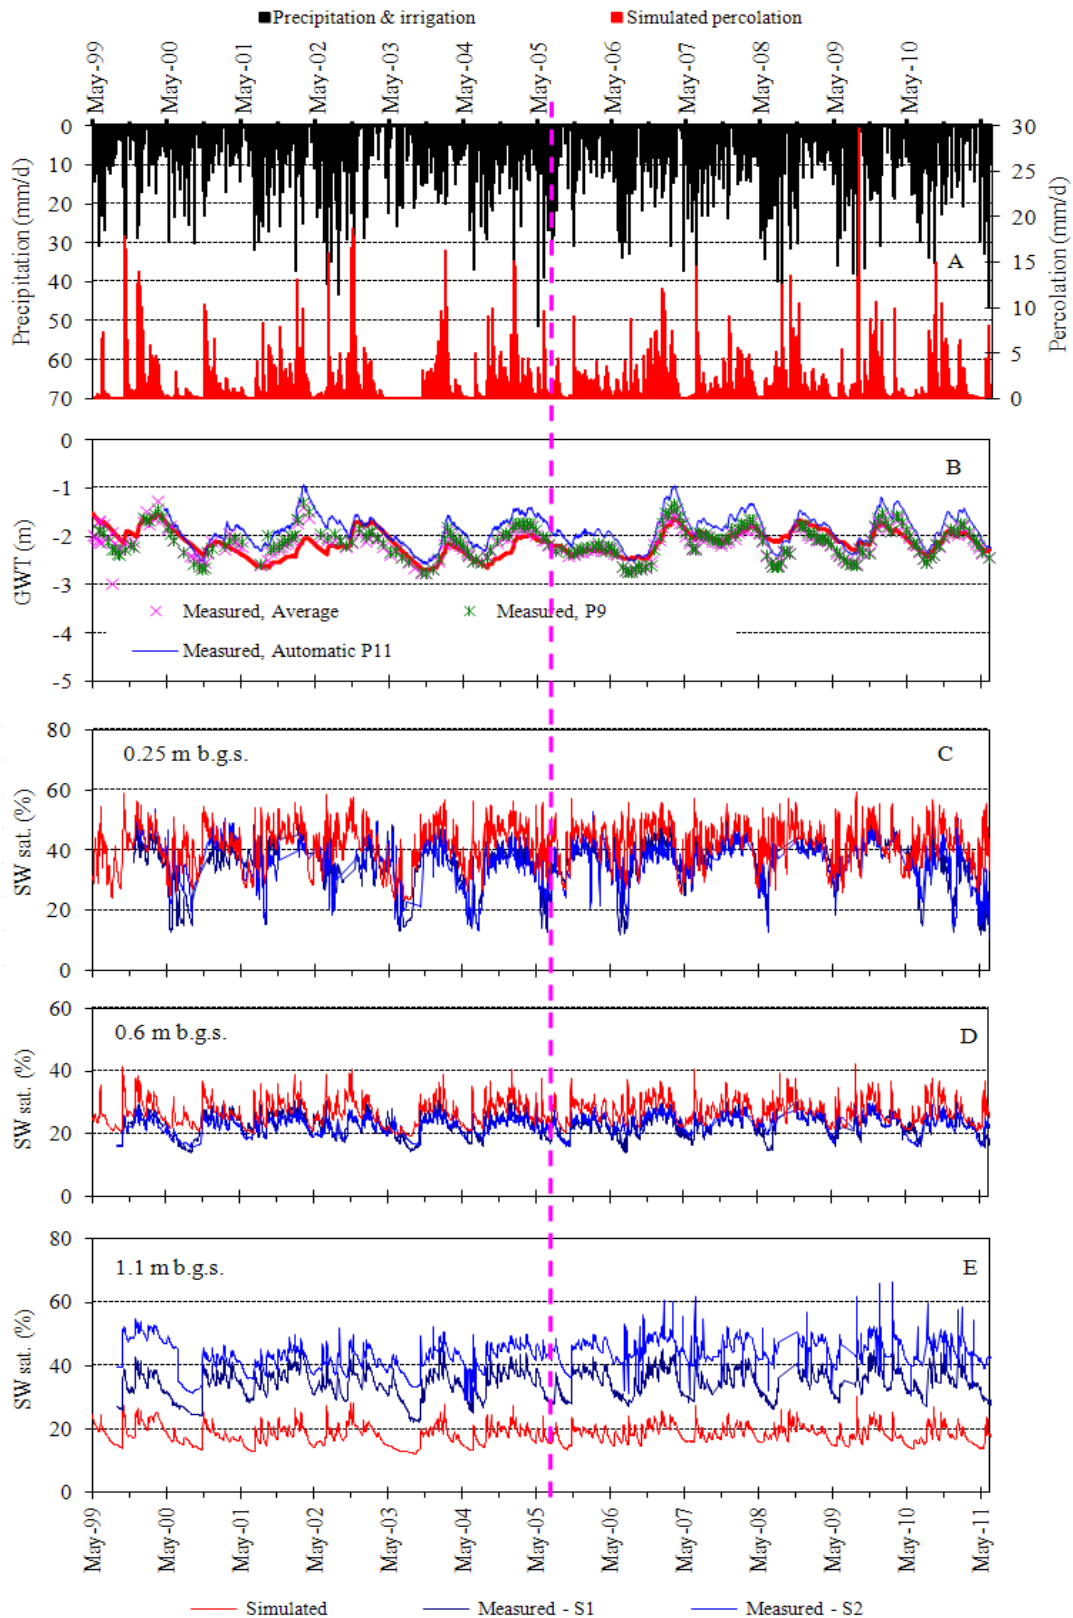 Precipitation & irrigation Simulated percolation
May-99 May-00 May-01 May-02 May-03 May-04 May-05 May-06 May-07 May-08 May-09 May-10
Precipitation (mm/d)
0 10 20 30 40 50 60 70
A
30 25 20 15 10 5 0
Percolation (mm/d)
GWT (m)
0 -1 -2 -3 -4 -5
B
Measured, Average Measured, P9
Measured, Automatic P11
SW sat. (%)
80 60 40 20 0
0.25 m b.g.s. C
SW sat. (%)
60 40 20 0
0.6 m b.g.s. D
SW sat. (%)
80 60 40 20 0
1.1 m b.g.s. E
May-99 May-00 May-01 May-02 May-03 May-04 May-05 May-06 May-07 May-08 May-09 May-10 May-11
Simulated Measured - S1 Measured - S2